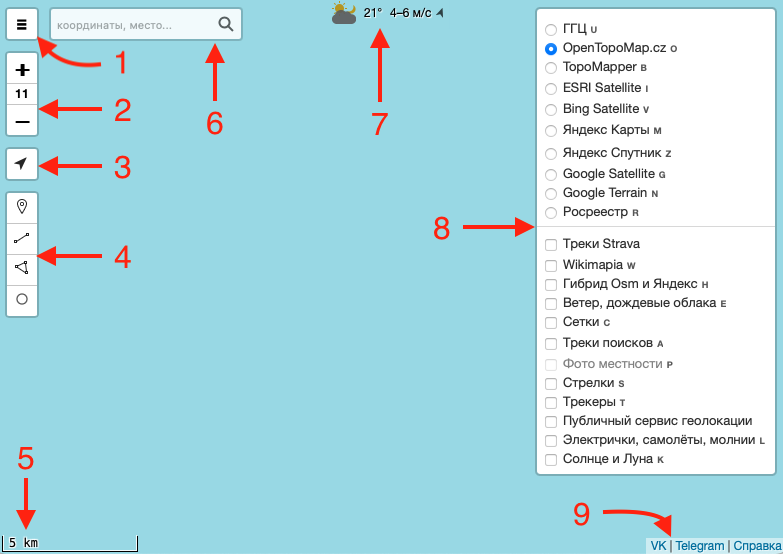 координаты, место...
21° 4–6 м/с
1
11
2
3
4
5
5 km
6
7
8
ГГЦ U
OpenTopoMap.cz O
TopoMapper B
ESRI Satellite I
Bing Satellite V
Яндекс Карты M
Яндекс Спутник Z
Google Satellite G
Google Terrain N
Росреестр R
Треки Strava
Wikimapia W
Гибрид Osm и Яндекс H
Ветер, дождевые облака E
Сетки C
Треки поисков A
Фото местности P
Стрелки S
Трекеры T
Публичный сервис геолокации
Электрички, самолёты, молнии L
Солнце и Луна K
9
VK | Telegram | Справка